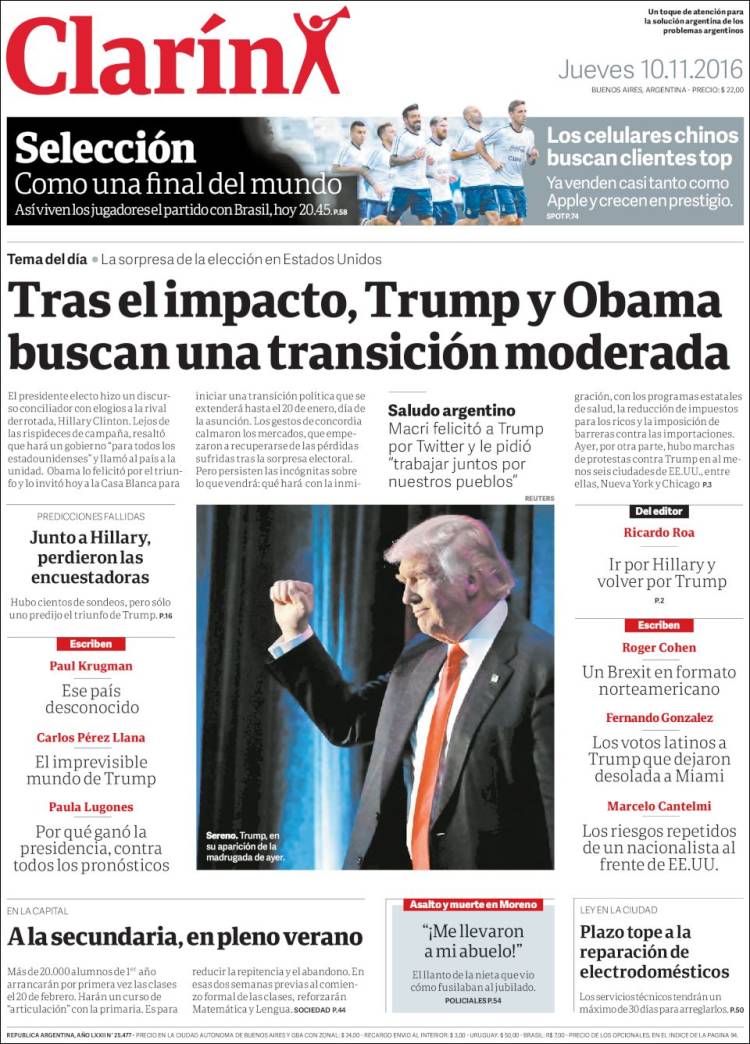 Clarín
Un toque de atención para
la solución argentina de los
problemas argentinos
Jueves 10.11.2016
BUENOS AIRES, ARGENTINA - PRECIO: $ 22,00
Selección
Como una final del mundo
Así viven los jugadores el partido con Brasil, hoy 20.45. P.58
Los celulares chinos
buscan clientes top
Ya venden casi tanto como
Apple y crecen en prestigio.
SPOT P.74
Tema del día • La sorpresa de la elección en Estados Unidos
Tras el impacto, Trump y Obama
buscan una transición moderada
El presidente electo hizo un discur-
so conciliador con elogios a la rival
derrotada, Hillary Clinton. Lejos de
las rispideces de campaña, resaltó
que hará un gobierno “para todos los
estadounidenses” y llamó al país a la
unidad. Obama lo felicitó por el triun-
fo y lo invitó hoy a la Casa Blanca para
iniciar una transición política que se
extenderá hasta el 20 de enero, día de
la asunción. Los gestos de concordia
calmaron los mercados, que empe-
zaron a recuperarse de las pérdidas
sufridas tras la sorpresa electoral.
Pero persisten las incógnitas sobre
lo que vendrá: qué hará con la inmi-
Saludo argentino
Macri felicitó a Trump
por Twitter y le pidió
“trabajar juntos por
nuestros pueblos”
gración, con los programas estatales
de salud, la reducción de impuestos
para los ricos y la imposición de
barreras contra las importaciones.
Ayer, por otra parte, hubo marchas
de protestas contra Trump en al me-
nos seis ciudades de EE.UU., entre
ellas, Nueva York y Chicago P.3
REUTERS
PREDICCIONES FALLIDAS
Junto a Hillary,
perdieron las
encuestadoras
Hubo cientos de sondeos, pero sólo
uno predijo el triunfo de Trump. P.16
Escriben
Paul Krugman
Ese país
desconocido
Carlos Pérez Llana
El imprevisible
mundo de Trump
Paula Lugones
Por qué ganó la
presidencia, contra
todos los pronósticos
Sereno. Trump, en
su aparición de la
madrugada de ayer.
Del editor
Ricardo Roa
Ir por Hillary y
volver por Trump
P.2
Escriben
Roger Cohen
Un Brexit en formato
norteamericano
Fernando Gonzalez
Los votos latinos a
Trump que dejaron
desolada a Miami
Marcelo Cantelmi
Los riesgos repetidos
de un nacionalista al
frente de EE.UU.
EN LA CAPITAL
A la secundaria, en pleno verano
Más de 20.000 alumnos de 1er año
arrancarán por primera vez las clases
el 20 de febrero. Harán un curso de
“articulación” con la primaria. Es para
reducir la repitencia y el abandono. En
esas dos semanas previas al comien-
zo formal de las clases, reforzarán
Matemática y Lengua. SOCIEDAD P.44
Asalto y muerte en Moreno
“¡Me llevaron
a mi abuelo!”
El llanto de la nieta que vio
cómo fusilaban al jubilado.
POLICIALES P.54
LEY EN LA CIUDAD
Plazo tope a la
reparación de
electrodomésticos
Los servicios técnicos tendrán un
máximo de 30 días para arreglarlos. P.50
REPUBLICA ARGENTINA, AÑO LXXII N° 25.477 - PRECIO EN LA CIUDAD AUTONOMA DE BUENOS AIRES Y GBA CON ZONAL: $ 24,00 - RECARGO ENVIO AL INTERIOR: $ 3,00 - URUGUAY: $ 50,00 - BRASIL: R$ 7,00 - PRECIO DE LOS OPCIONALES, EN EL INDICE DE LA PAGINA 94.